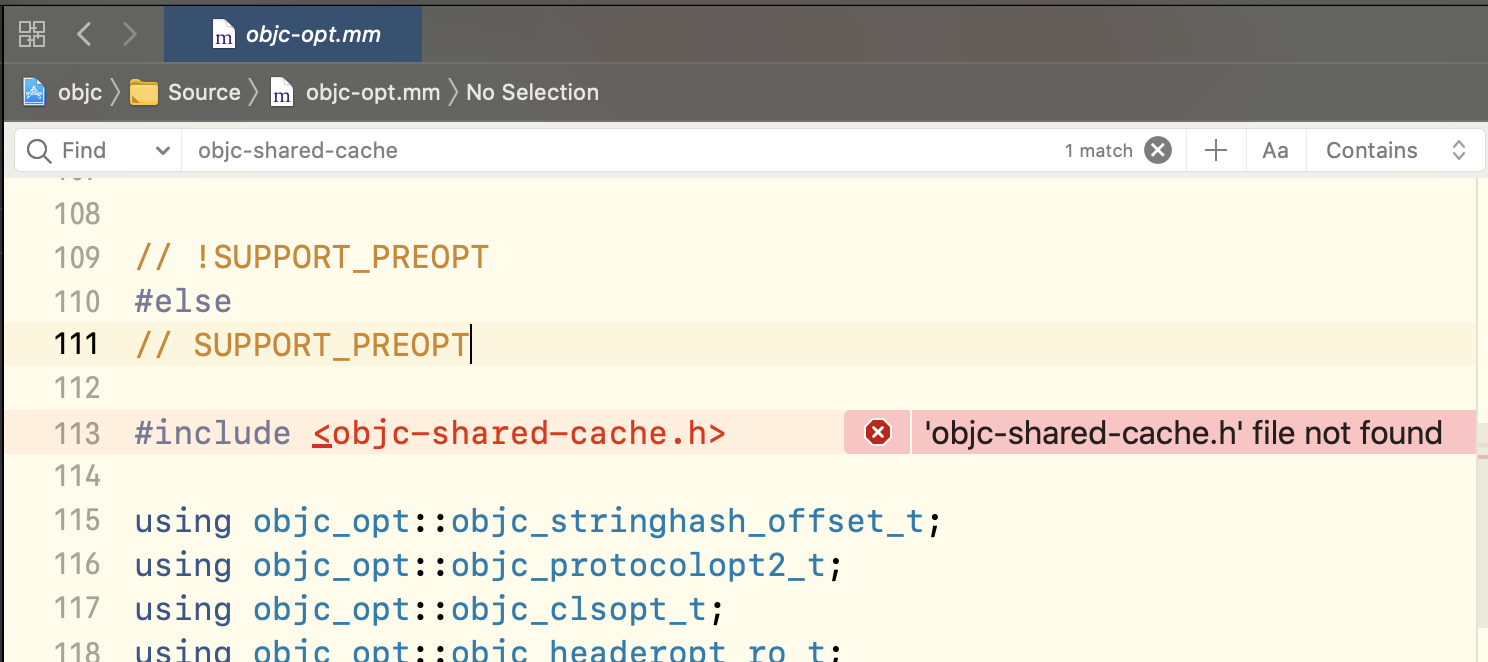 objc-opt.mm
objc Source objc-opt.mm No Selection
Find objc-shared-cache 1 match Aa Contains
108
109 // !SUPPORT_PREOPT
110 #else
111 // SUPPORT_PREOPT
112
113 #include <objc-shared-cache.h> 'objc-shared-cache.h' file not found
114
115 using objc_opt::objc_stringhash_offset_t;
116 using objc_opt::objc_protocolopt2_t;
117 using objc_opt::objc_clsopt_t;
118 using objc_opt::objc_headeropt_ro_t;